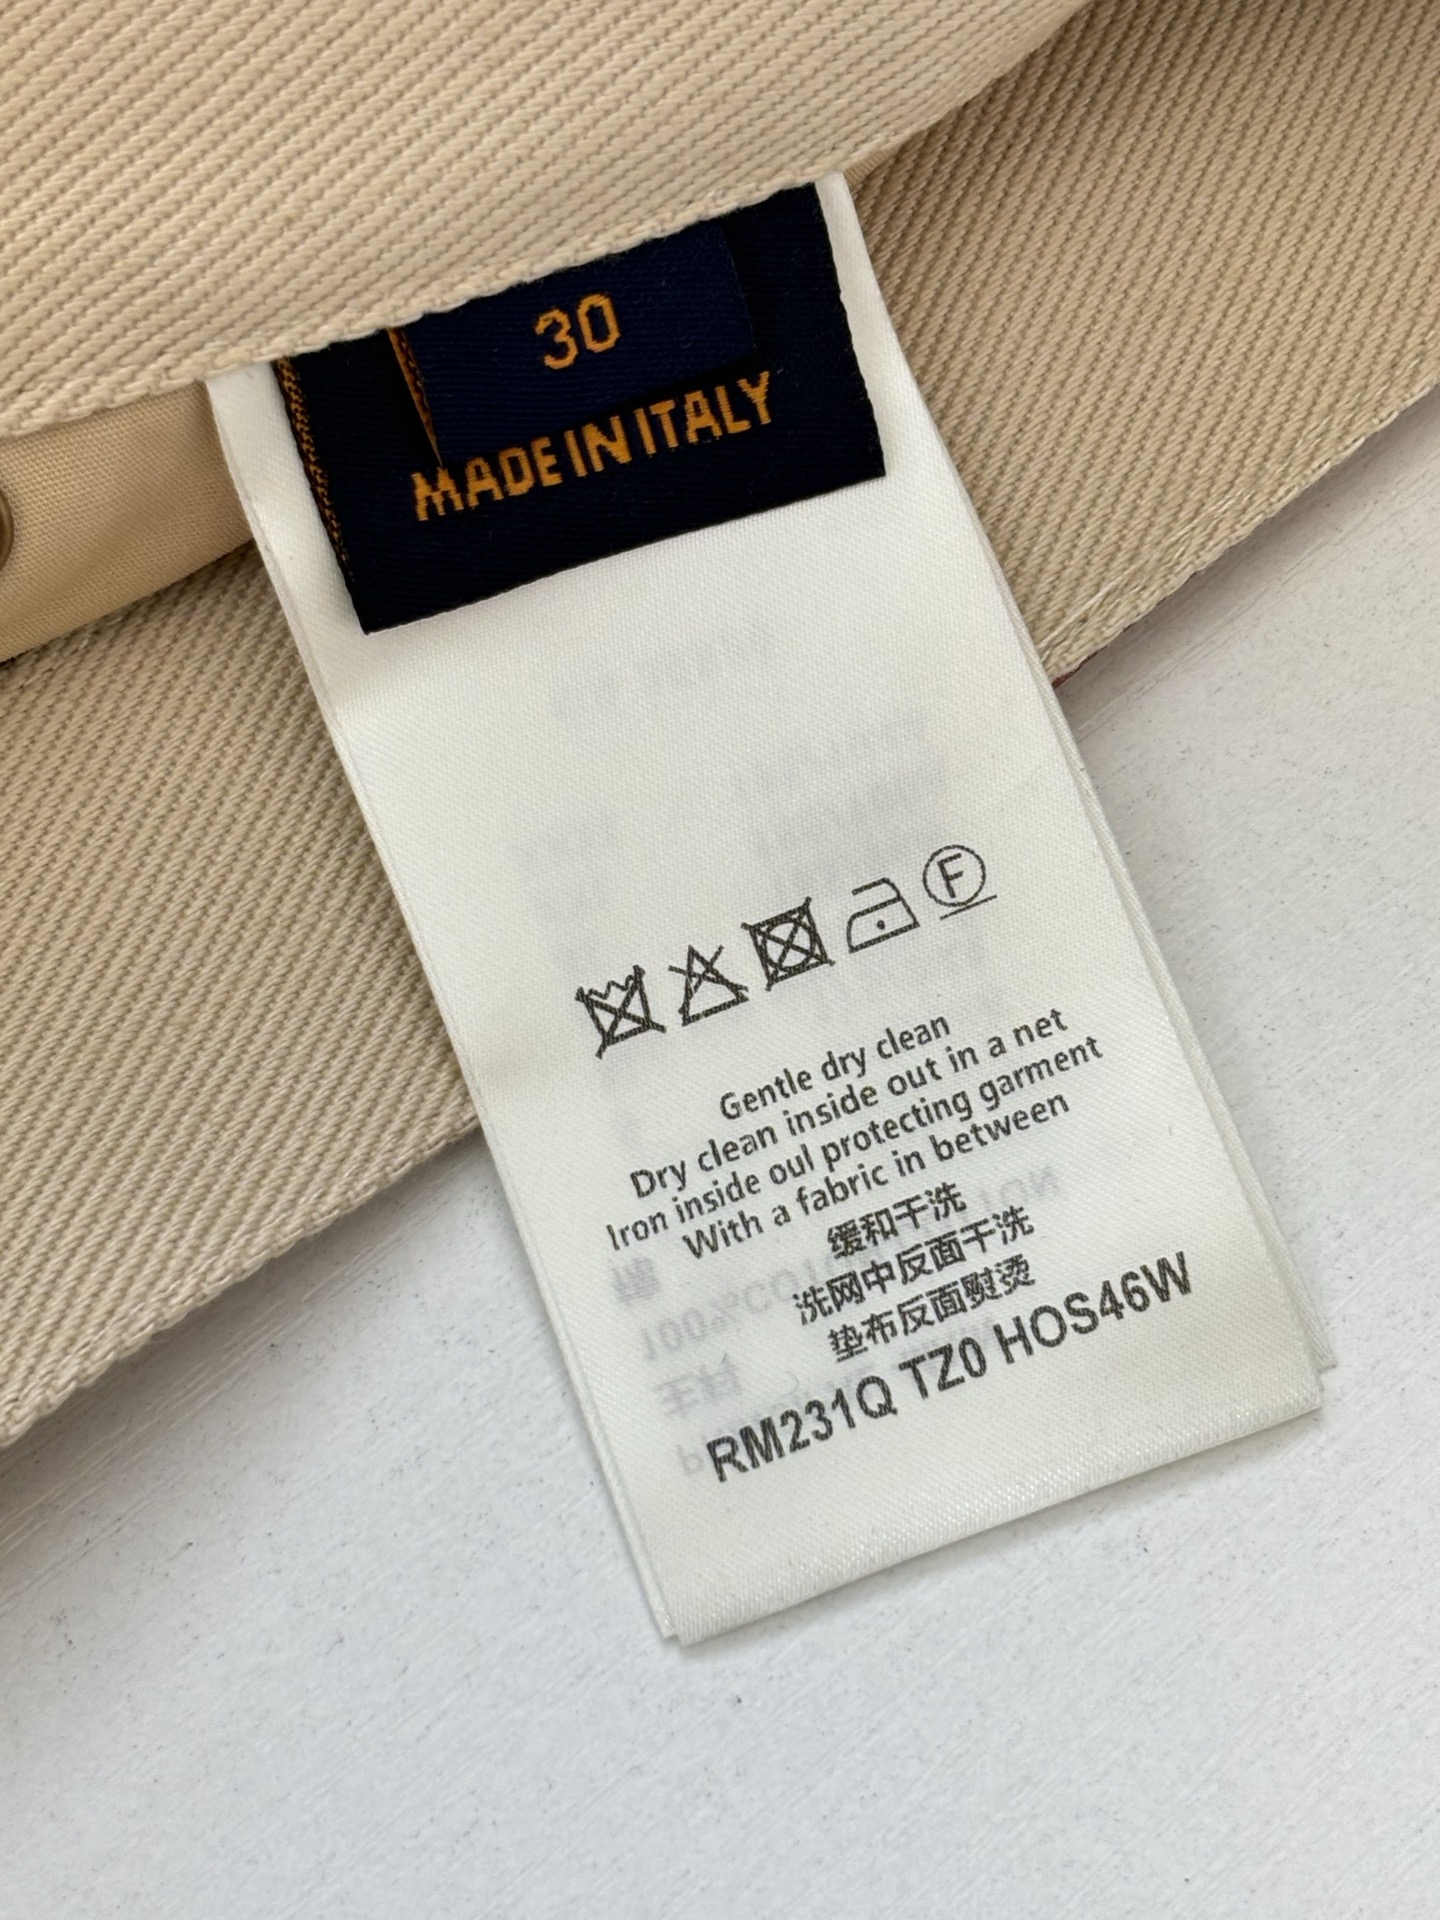 30
MADE IN ITALY
F
Gentle dry clean
Dry clean inside out in a net
Iron inside oul protecting garment
With a fabric in between
缓和干洗
洗网中反面干洗
垫布反面熨烫
RM231Q TZ0 HOS46W